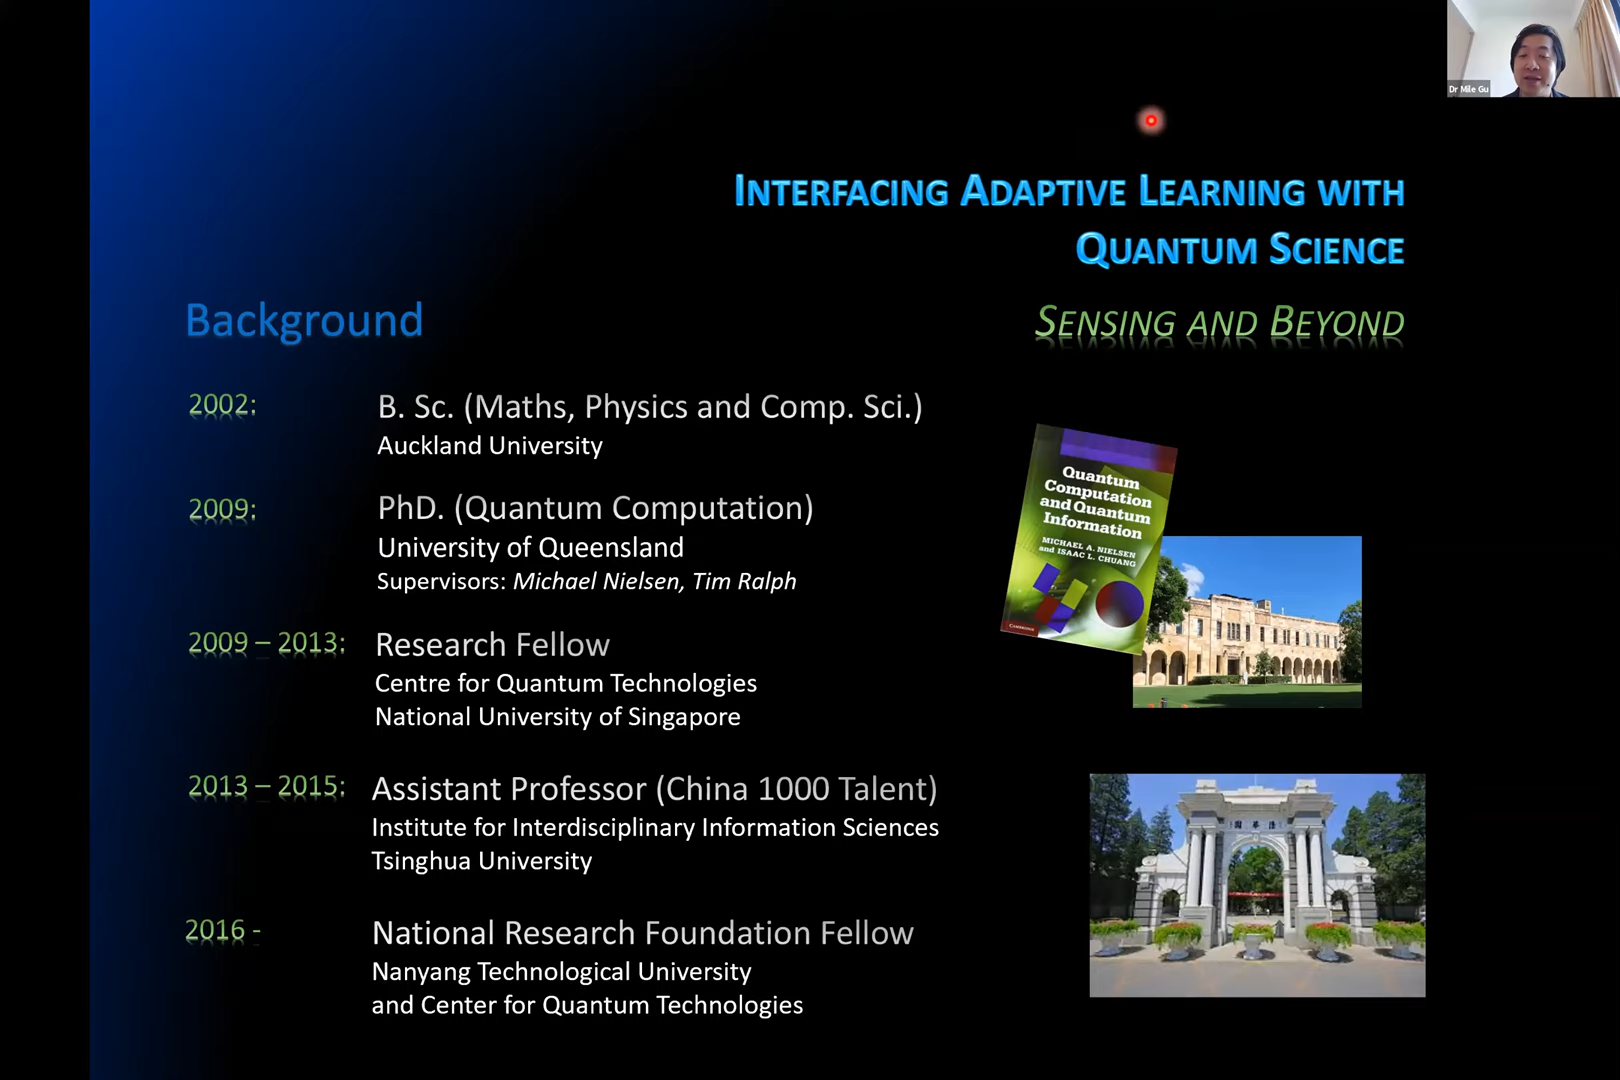 Dr Mile Gu
INTERFACING ADAPTIVE LEARNING WITH
QUANTUM SCIENCE
SENSING AND BEYOND
Background
2002:
B. Sc. (Maths, Physics and Comp. Sci.)
Auckland University
2009:
PhD. (Quantum Computation)
University of Queensland
Supervisors: Michael Nielsen, Tim Ralph
2009 – 2013:
Research Fellow
Centre for Quantum Technologies
National University of Singapore
2013 – 2015:
Assistant Professor (China 1000 Talent)
Institute for Interdisciplinary Information Sciences
Tsinghua University
2016 -
National Research Foundation Fellow
Nanyang Technological University
and Center for Quantum Technologies
Quantum
Computation
and Quantum
Information
MICHAEL A. NIELSEN
and ISAAC L. CHUANG
CAMBRIDGE
園華清